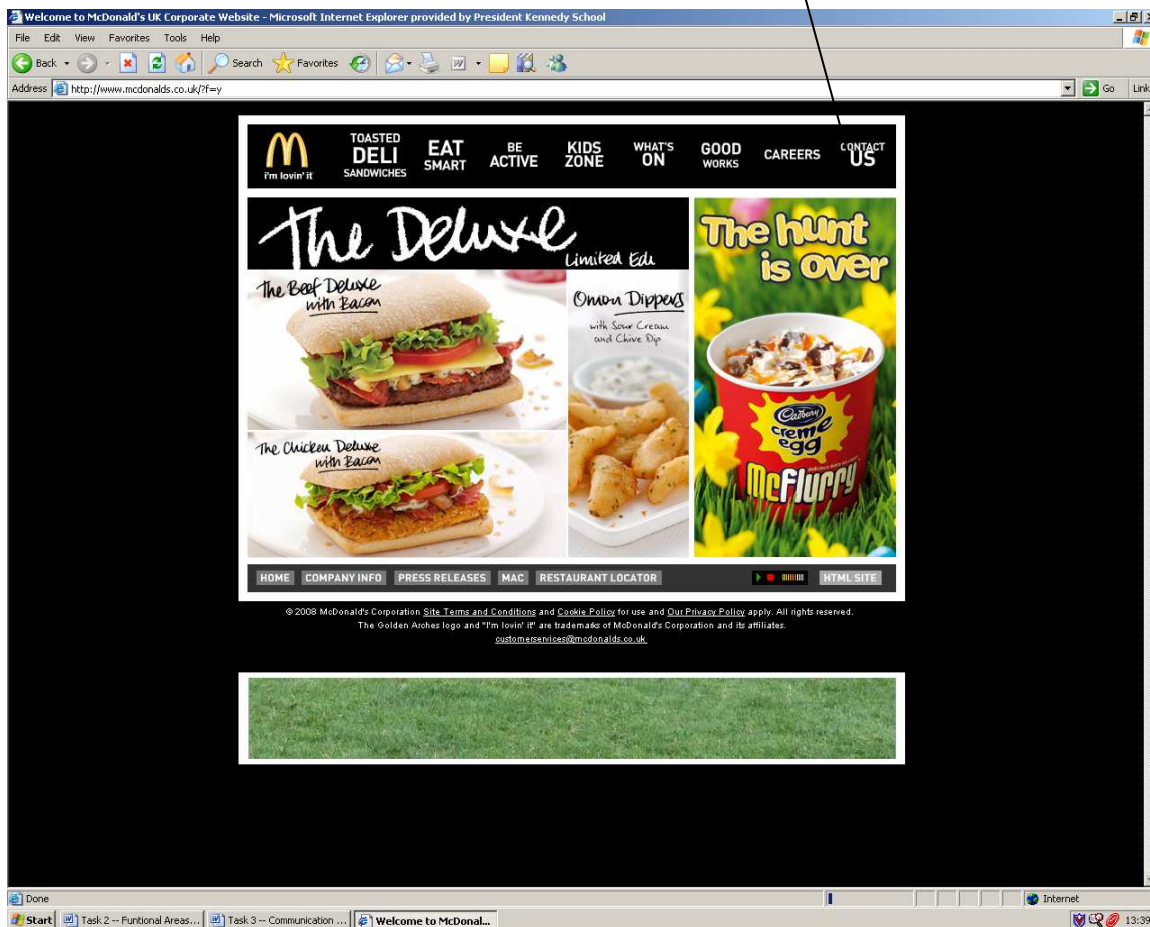 Welcome to McDonald's UK Corporate Website - Microsoft Internet Explorer provided by President Kennedy School
File Edit View Favorites Tools Help
Back Search Favorites
Address http://www.mcdonalds.co.uk/?f=y Go Link
i'm lovin' it
TOASTED
DELI
SANDWICHES
EAT
SMART
BE
ACTIVE
KIDS
ZONE
WHAT'S
ON
GOOD
WORKS
CAREERS
CONTACT
US
The Deluxe
Limited Edi
The Beef Deluxe
with Bacon
Onion Dippers
with Sour Cream
and Chive Dip
The Chicken Deluxe
with Bacon
The hunt
is over
Cadbury
creme
egg
McFlurry
HOME COMPANY INFO PRESS RELEASES MAC RESTAURANT LOCATOR HTML SITE
© 2008 McDonald's Corporation Site Terms and Conditions and Cookie Policy for use and Our Privacy Policy apply. All rights reserved.
The Golden Arches logo and "I'm lovin' it" are trademarks of McDonald's Corporation and its affiliates.
customerservices@mcdonalds.co.uk
Done Internet
Start Task 2 -- Funtional Areas... Task 3 -- Communication ... Welcome to McDonal... 13:39